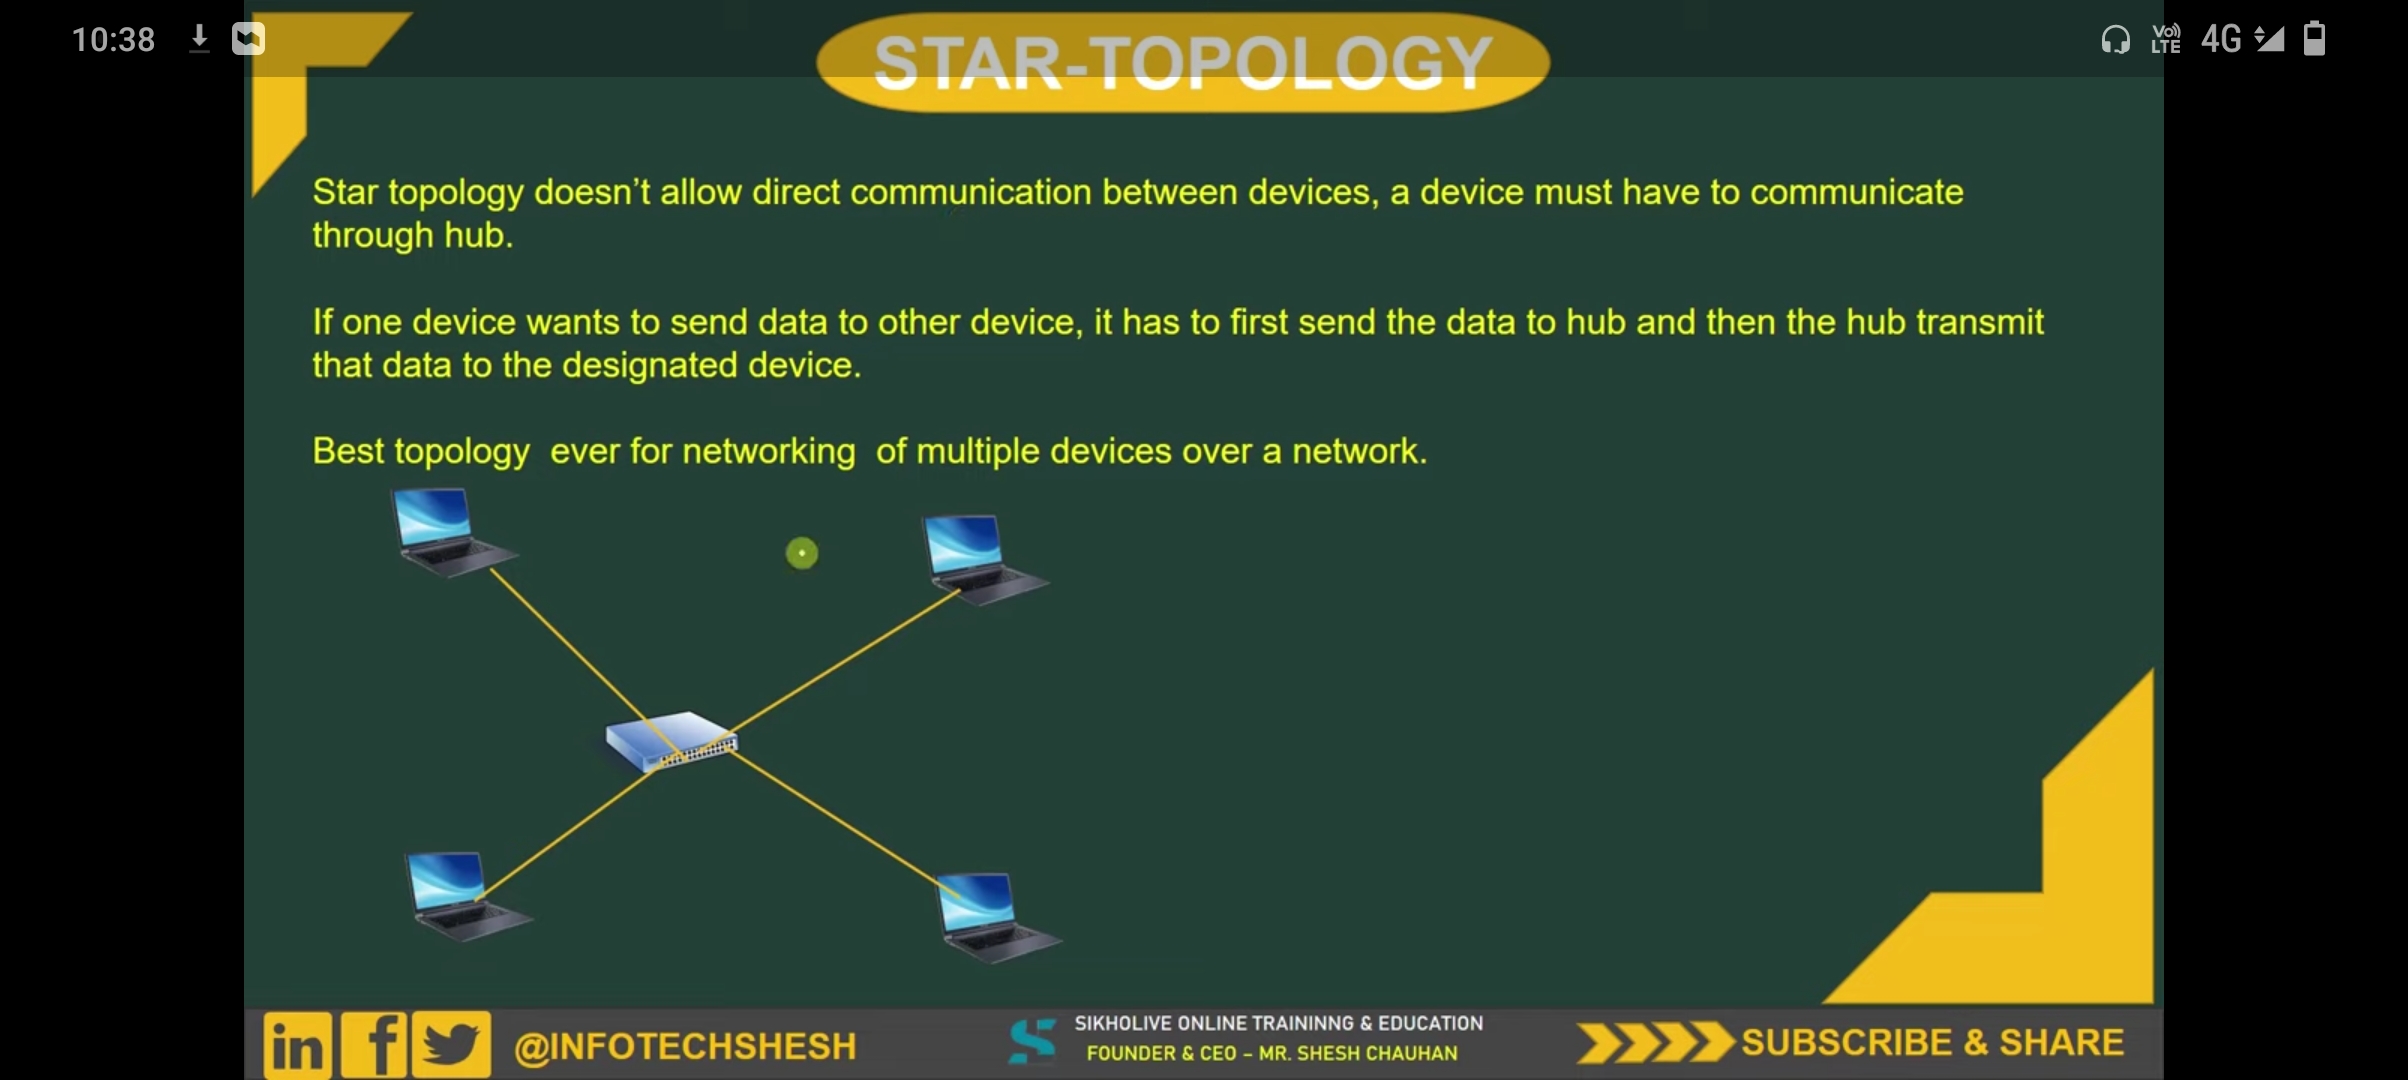 10:38
Vo)) LTE 4G
STAR-TOPOLOGY
Star topology doesn’t allow direct communication between devices, a device must have to communicate
through hub.
If one device wants to send data to other device, it has to first send the data to hub and then the hub transmit
that data to the designated device.
Best topology ever for networking of multiple devices over a network.
in f @INFOTECHSHESH
SIKHOLIVE ONLINE TRAININNG & EDUCATION
FOUNDER & CEO – MR. SHESH CHAUHAN
SUBSCRIBE & SHARE